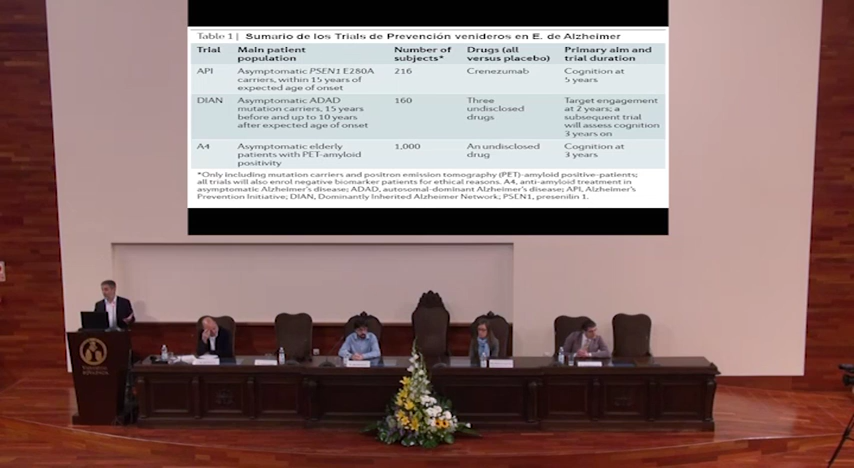 Table 1 | Sumario de los Trials de Prevención venideros en E. de Alzheimer
Trial Main patient population Number of subjects* Drugs (all versus placebo) Primary aim and trial duration
API Asymptomatic PSEN1 E280A carriers, within 15 years of expected age of onset 216 Crenezumab Cognition at 5 years
DIAN Asymptomatic ADAD mutation carriers, 15 years before and up to 10 years after expected age of onset 160 Three undisclosed drugs Target engagement at 2 years; a subsequent trial will assess cognition 3 years on
A4 Asymptomatic elderly patients with PET-amyloid positivity 1,000 An undisclosed drug Cognition at 3 years
*Only including mutation carriers and positron emission tomography (PET)-amyloid positive-patients;
all trials will also enrol negative biomarker patients for ethical reasons. A4, anti-amyloid treatment in
asymptomatic Alzheimer's disease; ADAD, autosomal-dominant Alzheimer's disease; API, Alzheimer's
Prevention Initiative; DIAN, Dominantly Inherited Alzheimer Network; PSEN1, presenilin 1.